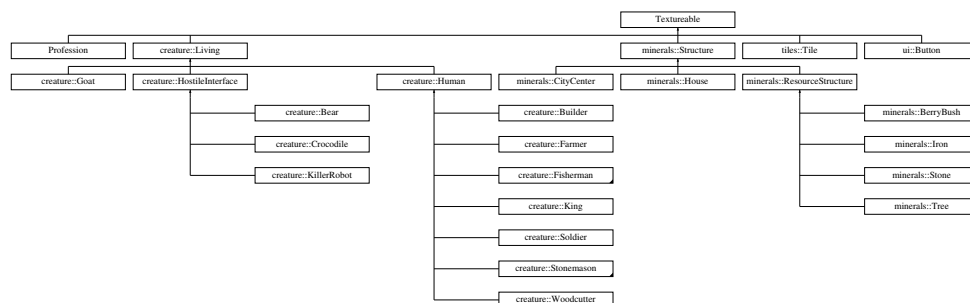 Textureable
Profession
creature::Living
minerals::Structure
tiles::Tile
ui::Button
creature::Goat
creature::HostileInterface
creature::Human
minerals::CityCenter
minerals::House
minerals::ResourceStructure
creature::Bear
creature::Builder
minerals::BerryBush
creature::Crocodile
creature::Farmer
minerals::Iron
creature::KillerRobot
creature::Fisherman
minerals::Stone
creature::King
minerals::Tree
creature::Soldier
creature::Stonemason
creature::Woodcutter